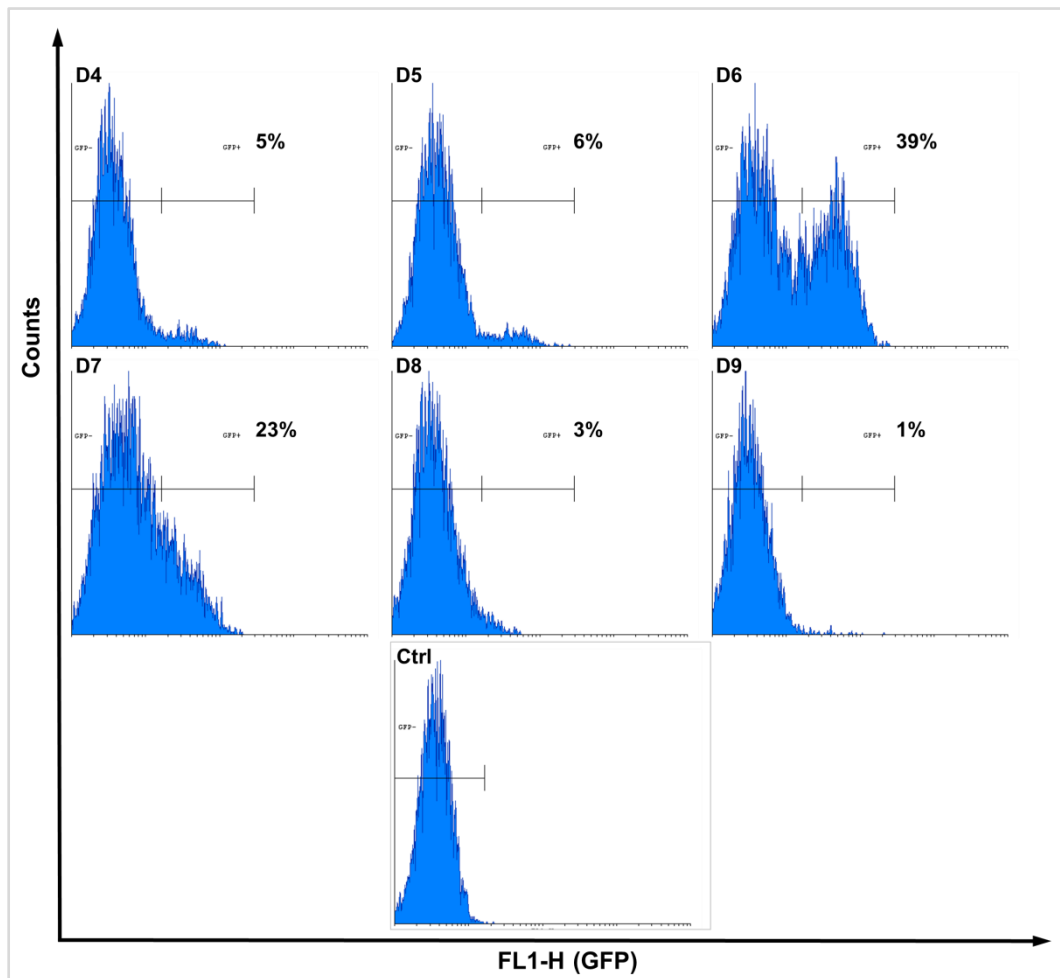 D4
GFP-
GFP+ 5%
D5
GFP-
GFP+ 6%
D6
GFP-
GFP+ 39%
D7
GFP-
GFP+ 23%
D8
GFP-
GFP+ 3%
D9
GFP-
GFP+ 1%
Ctrl
GFP-
Counts
FL1-H (GFP)